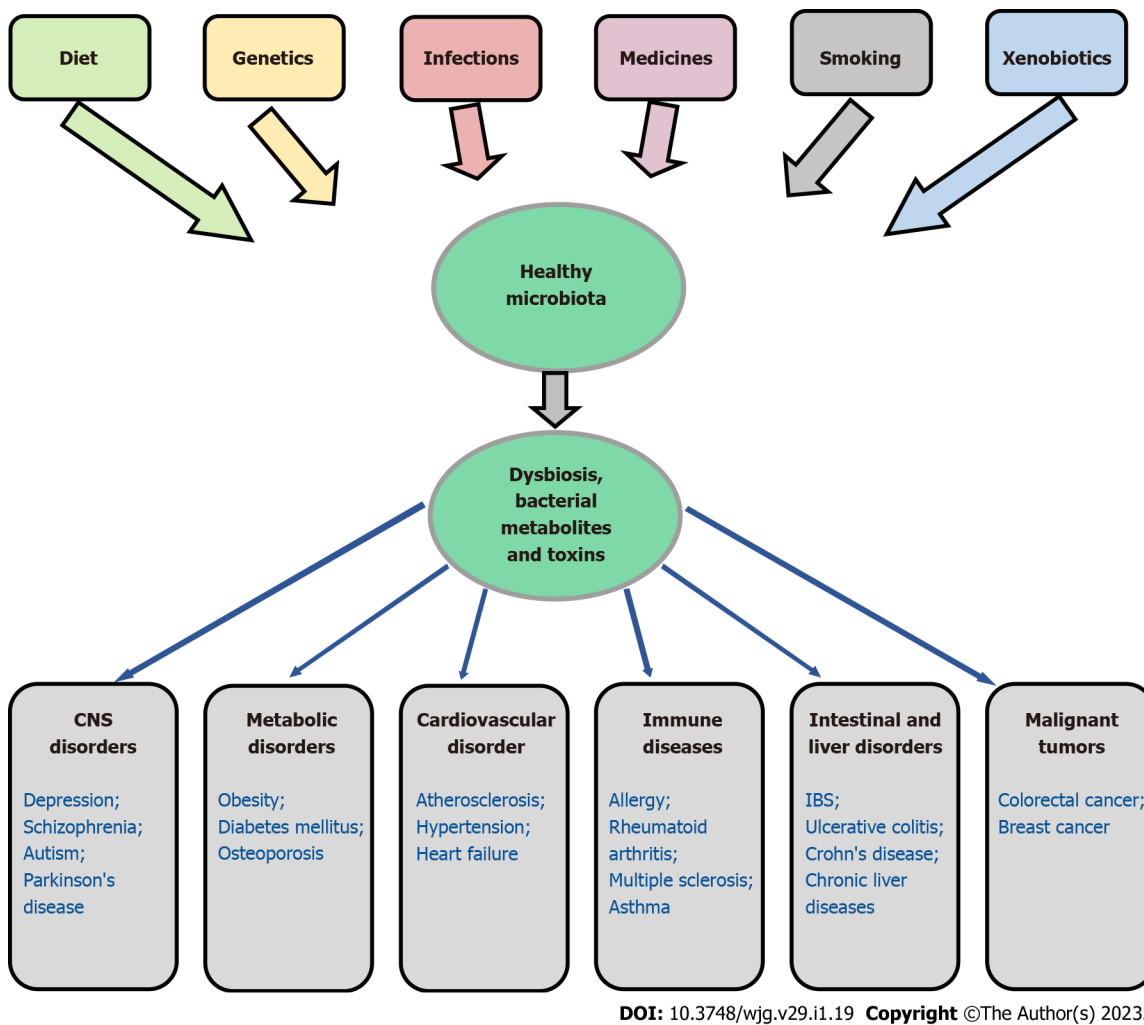 Diet
Genetics
Infections
Medicines
Smoking
Xenobiotics
Healthy
microbiota
Dysbiosis,
bacterial
metabolites
and toxins
CNS
disorders
Depression;
Schizophrenia;
Autism;
Parkinson's
disease
Metabolic
disorders
Obesity;
Diabetes mellitus;
Osteoporosis
Cardiovascular
disorder
Atherosclerosis;
Hypertension;
Heart failure
Immune
diseases
Allergy;
Rheumatoid
arthritis;
Multiple sclerosis;
Asthma
Intestinal and
liver disorders
IBS;
Ulcerative colitis;
Crohn's disease;
Chronic liver
diseases
Malignant
tumors
Colorectal cancer;
Breast cancer
DOI: 10.3748/wjg.v29.i1.19 Copyright ©The Author(s) 2023